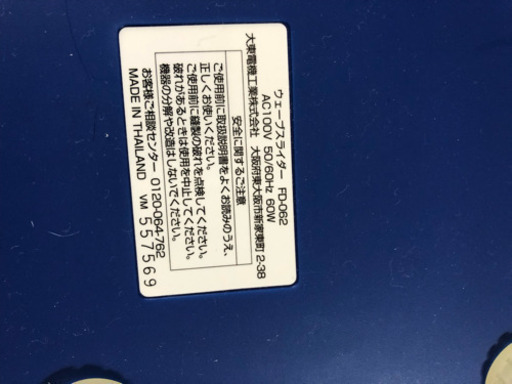 ウェーブスライダー FD-062
AC100V 50/60Hz 60W
大東電機工業株式会社 大阪府東大阪市新家東町2-38
安全に関するご注意
ご使用前に取扱説明書をよくお読みのうえ、
正しくお使いください。
ご使用前に縫製の破れを点検してください。
破れがあるときは使用を中止してください。
機器の分解や改造はしないでください。
お客様ご相談センター 0120-064-762
MADE IN THAILAND VM 557569